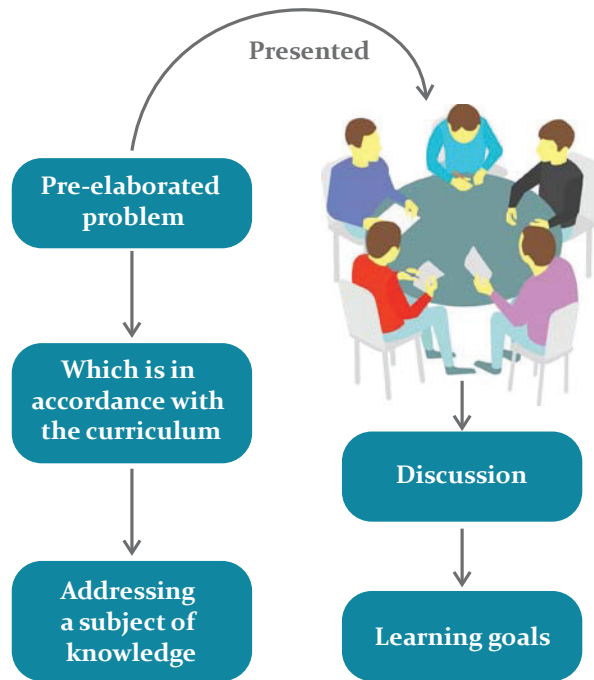 Presented
Pre-elaborated
problem
Which is in
accordance with
the curriculum
Addressing
a subject of
knowledge
Discussion
Learning goals